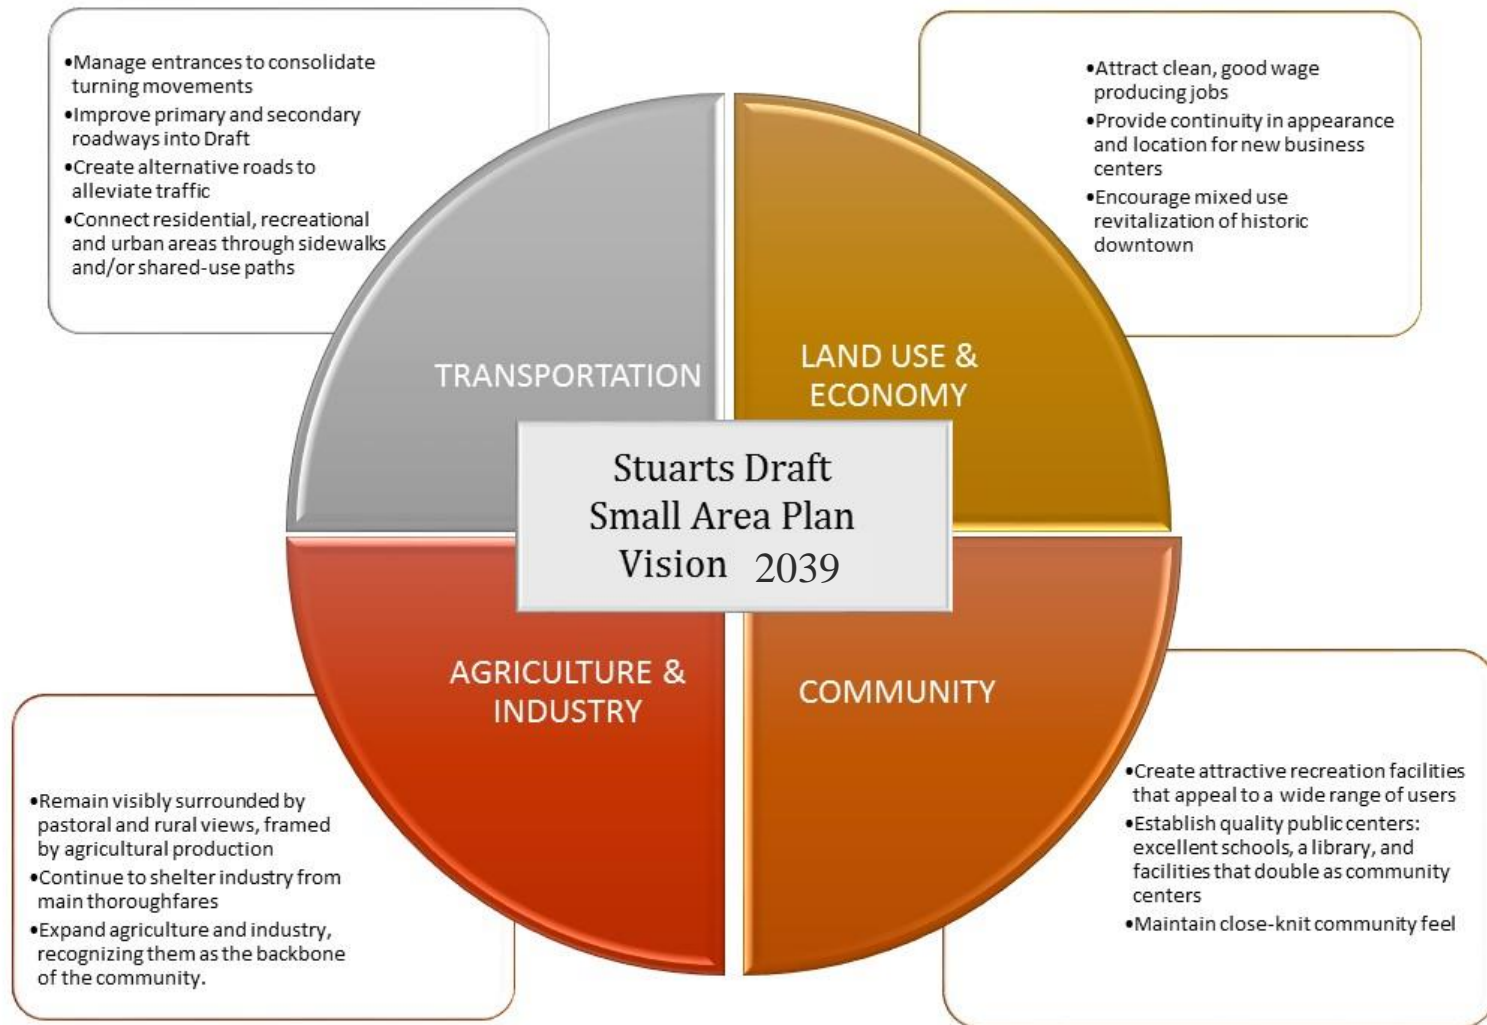 •Manage entrances to consolidate
turning movements
•Improve primary and secondary
roadways into Draft
•Create alternative roads to
alleviate traffic
•Connect residential, recreational
and urban areas through sidewalks
and/or shared-use paths
•Attract clean, good wage
producing jobs
•Provide continuity in appearance
and location for new business
centers
•Encourage mixed use
revitalization of historic
downtown
TRANSPORTATION
LAND USE &
ECONOMY
Stuarts Draft
Small Area Plan
Vision 2039
AGRICULTURE &
INDUSTRY
COMMUNITY
•Remain visibly surrounded by
pastoral and rural views, framed
by agricultural production
•Continue to shelter industry from
main thoroughfares
•Expand agriculture and industry,
recognizing them as the backbone
of the community.
•Create attractive recreation facilities
that appeal to a wide range of users
•Establish quality public centers:
excellent schools, a library, and
facilities that double as community
centers
•Maintain close-knit community feel